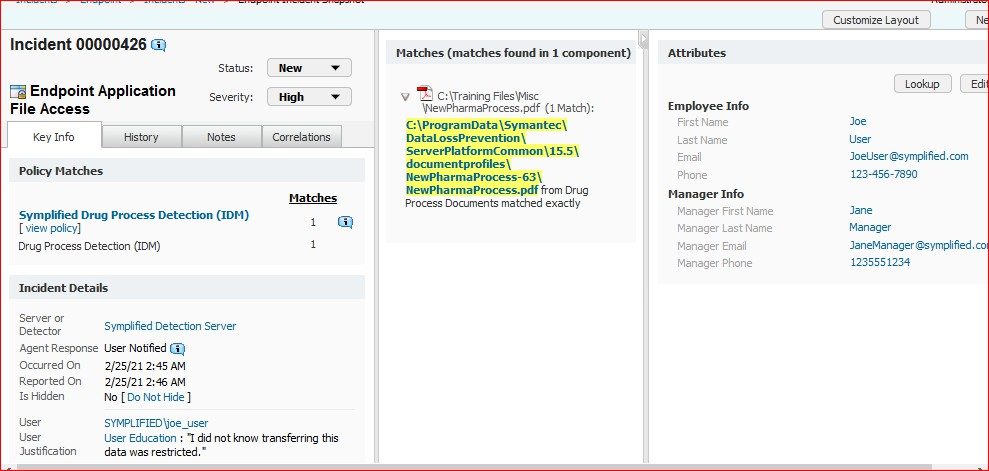 Customize Layout
Incident 00000426
Status: New
Severity: High
Endpoint Application
File Access
Key Info History Notes Correlations
Policy Matches
Matches
Symplified Drug Process Detection (IDM) 1
[ view policy]
Drug Process Detection (IDM) 1
Incident Details
Server or
Detector Symplified Detection Server
Agent Response User Notified
Occurred On 2/25/21 2:45 AM
Reported On 2/25/21 2:46 AM
Is Hidden No [ Do Not Hide ]
User SYMPLIFIED\joe_user
User User Education : "I did not know transferring this
Justification data was restricted."
Matches (matches found in 1 component)
C:\Training Files\Misc
\NewPharmaProcess.pdf (1 Match):
C:\ProgramData\Symantec\
DataLossPrevention\
ServerPlatformCommon\15.5\
documentprofiles\
NewPharmaProcess-63\
NewPharmaProcess.pdf from Drug
Process Documents matched exactly
Attributes
Lookup Edit
Employee Info
First Name Joe
Last Name User
Email JoeUser@symplified.com
Phone 123-456-7890
Manager Info
Manager First Name Jane
Manager Last Name Manager
Manager Email JaneManager@symplified.co
Manager Phone 1235551234